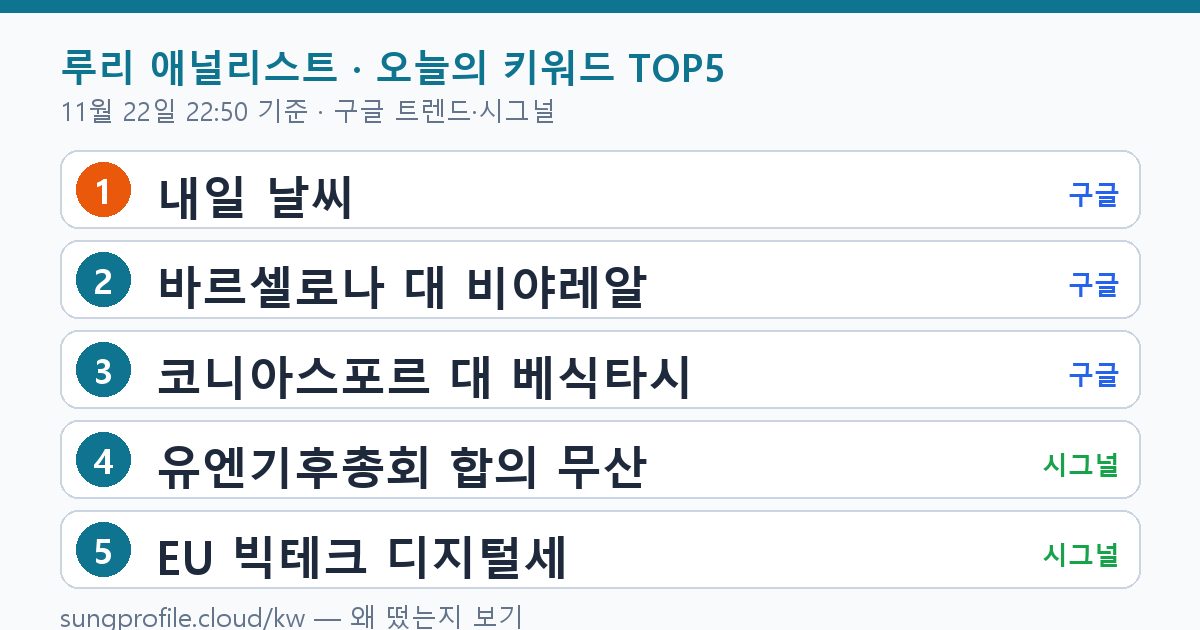 루리 애널리스트 · 오늘의 키워드 TOP5
11월 22일 22:50 기준 · 구글 트렌드·시그널
1 내일 날씨 구글
2 바르셀로나 대 비야레알 구글
3 코니아스포르 대 베식타시 구글
4 유엔기후총회 합의 무산 시그널
5 EU 빅테크 디지털세 시그널
sungprofile.cloud/kw — 왜 떴는지 보기